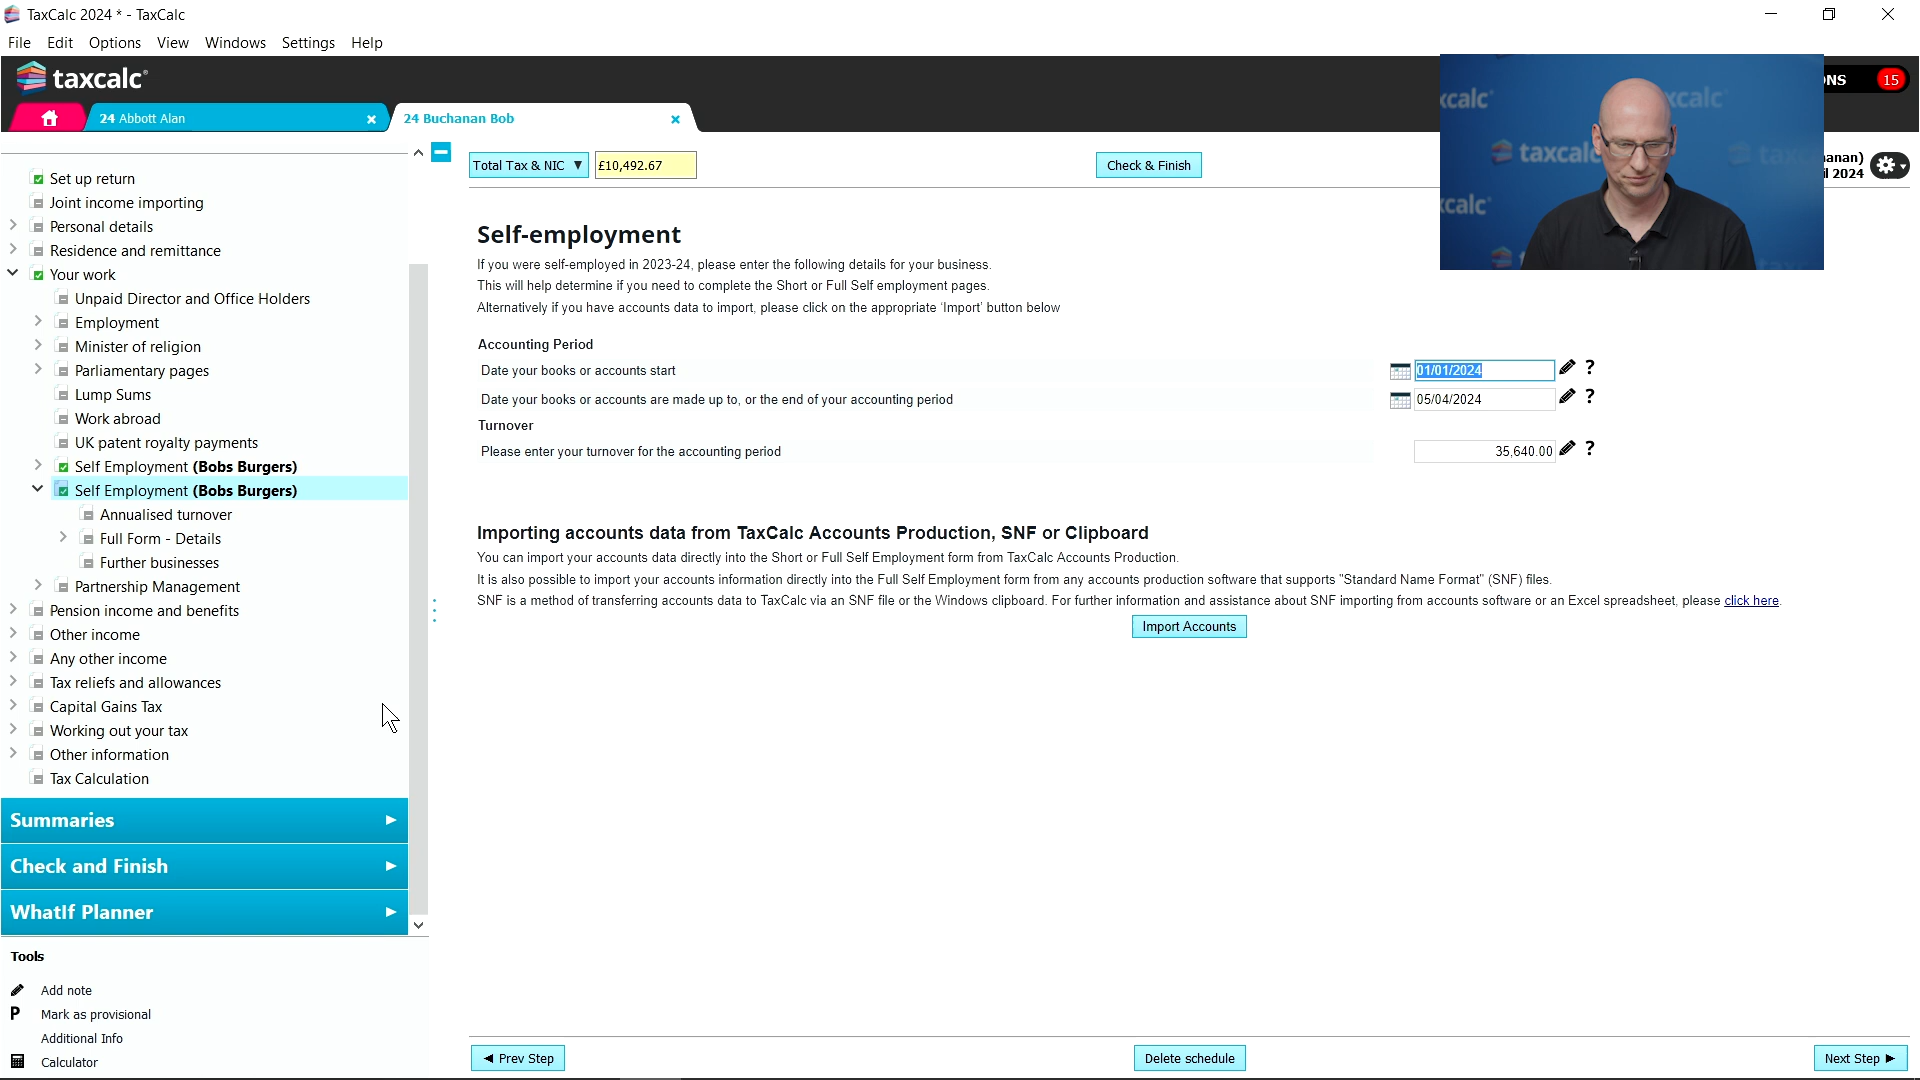 TaxCalc 2024 * - TaxCalc
File Edit Options View Windows Settings Help
taxcalc
NS 15
24 Abbott Alan x
24 Buchanan Bob x
Total Tax & NIC ▼ £10,492.67
Check & Finish
anan)
2024
Set up return
Joint income importing
Personal details
Residence and remittance
Your work
Unpaid Director and Office Holders
Employment
Minister of religion
Parliamentary pages
Lump Sums
Work abroad
UK patent royalty payments
Self Employment (Bobs Burgers)
Self Employment (Bobs Burgers)
Annualised turnover
Full Form - Details
Further businesses
Partnership Management
Pension income and benefits
Other income
Any other income
Tax reliefs and allowances
Capital Gains Tax
Working out your tax
Other information
Tax Calculation
Summaries
Check and Finish
WhatIf Planner
Tools
Add note
P Mark as provisional
Additional Info
Calculator
Self-employment
If you were self-employed in 2023-24, please enter the following details for your business.
This will help determine if you need to complete the Short or Full Self employment pages.
Alternatively if you have accounts data to import, please click on the appropriate 'Import' button below
Accounting Period
Date your books or accounts start 01/01/2024 ?
Date your books or accounts are made up to, or the end of your accounting period 05/04/2024 ?
Turnover
Please enter your turnover for the accounting period 35,640.00 ?
Importing accounts data from TaxCalc Accounts Production, SNF or Clipboard
You can import your accounts data directly into the Short or Full Self Employment form from TaxCalc Accounts Production.
It is also possible to import your accounts information directly into the Full Self Employment form from any accounts production software that supports "Standard Name Format" (SNF) files.
SNF is a method of transferring accounts data to TaxCalc via an SNF file or the Windows clipboard. For further information and assistance about SNF importing from accounts software or an Excel spreadsheet, please click here.
Import Accounts
◄ Prev Step
Delete schedule
Next Step ►